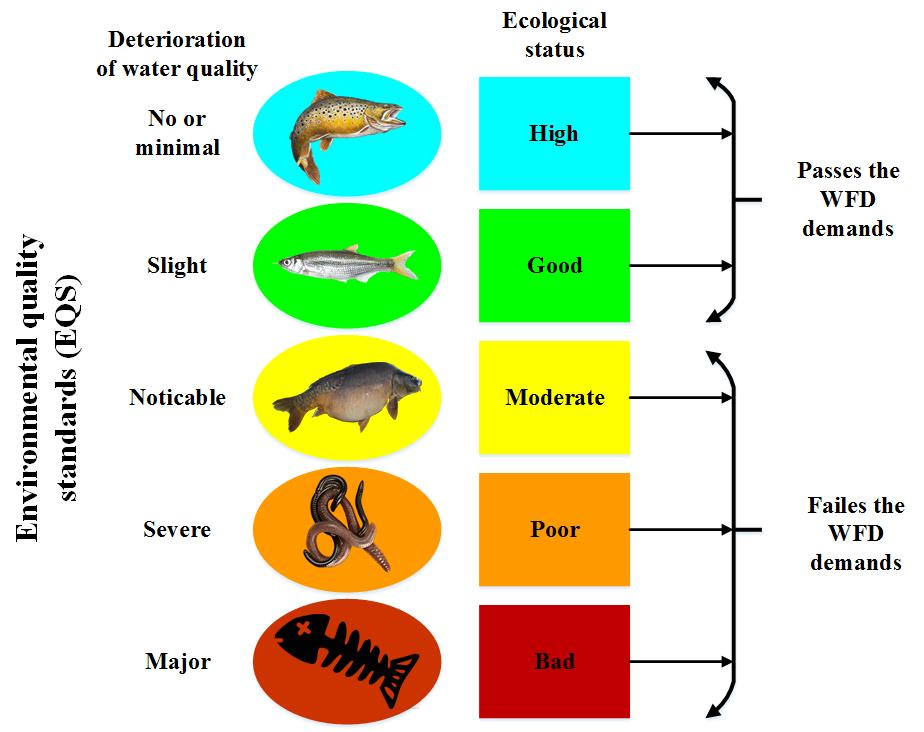 Deterioration
of water quality
Ecological
status
No or
minimal
High
Passes the
WFD
demands
Slight
Good
Environmental quality
standards (EQS)
Noticable
Moderate
Severe
Poor
Failes the
WFD
demands
Major
Bad